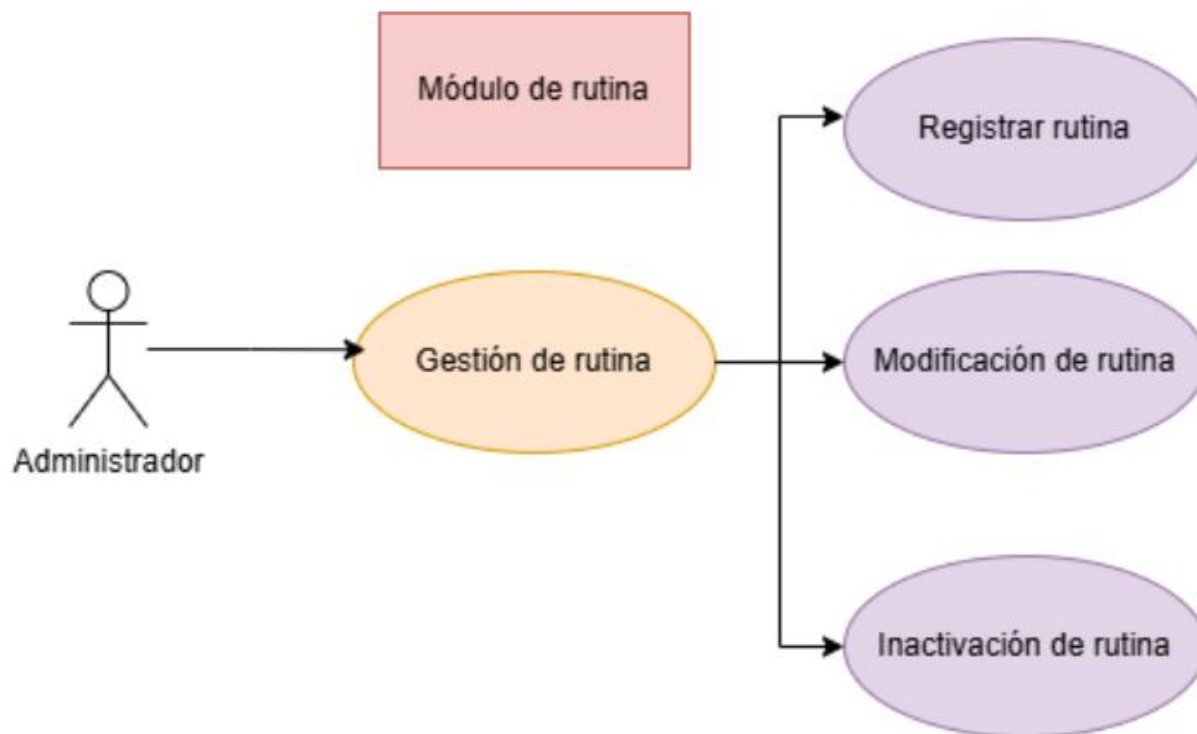 Módulo de rutina
Registrar rutina
Gestión de rutina
Modificación de rutina
Administrador
Inactivación de rutina